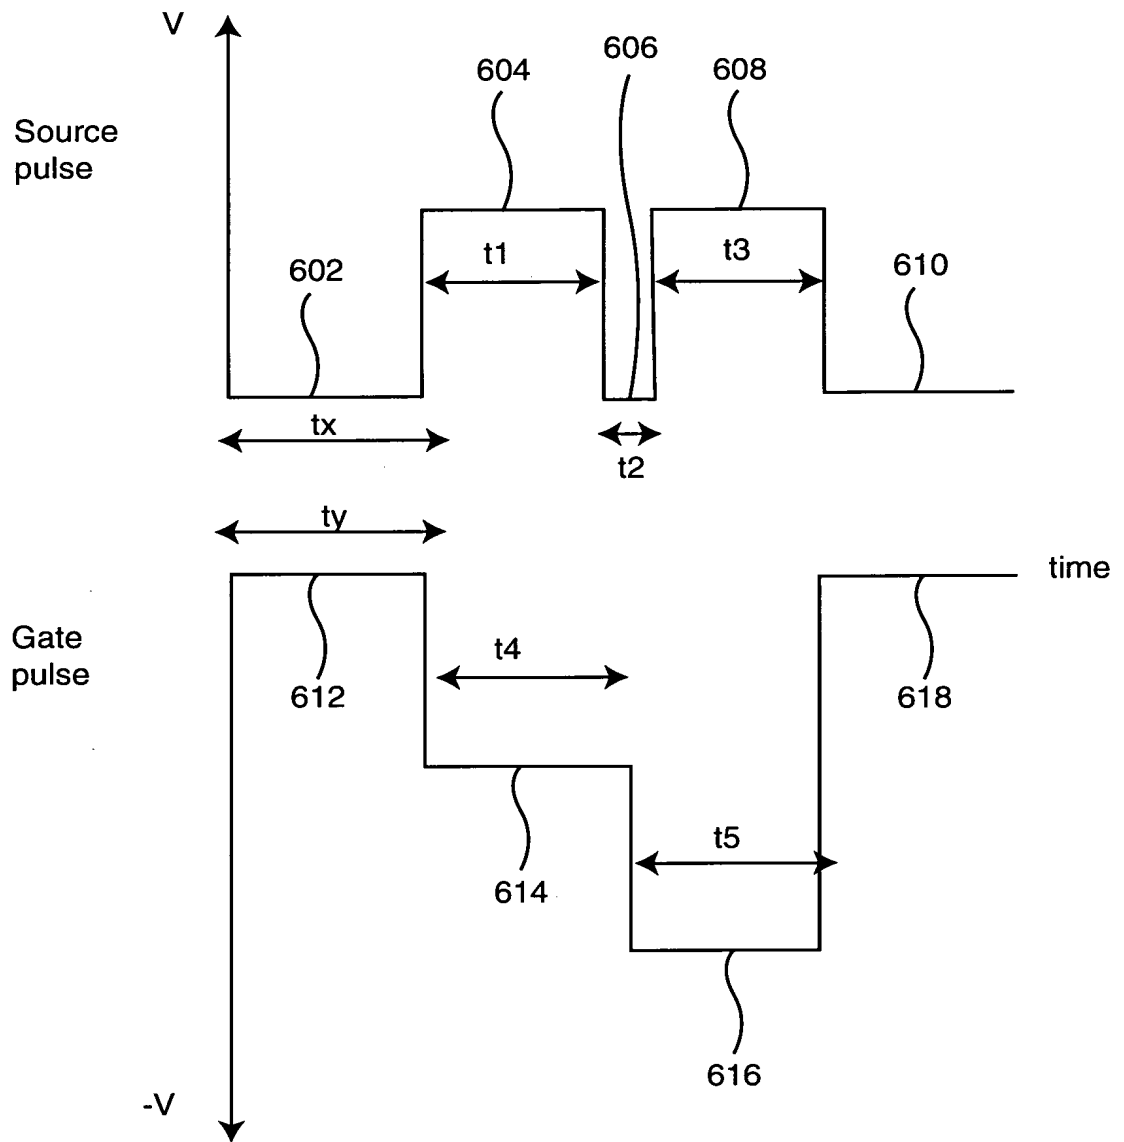 V
606
604
608
Source
pulse
t1
t3
602
610
tx
t2
ty
time
Gate
pulse
t4
612
618
t5
614
616
-V